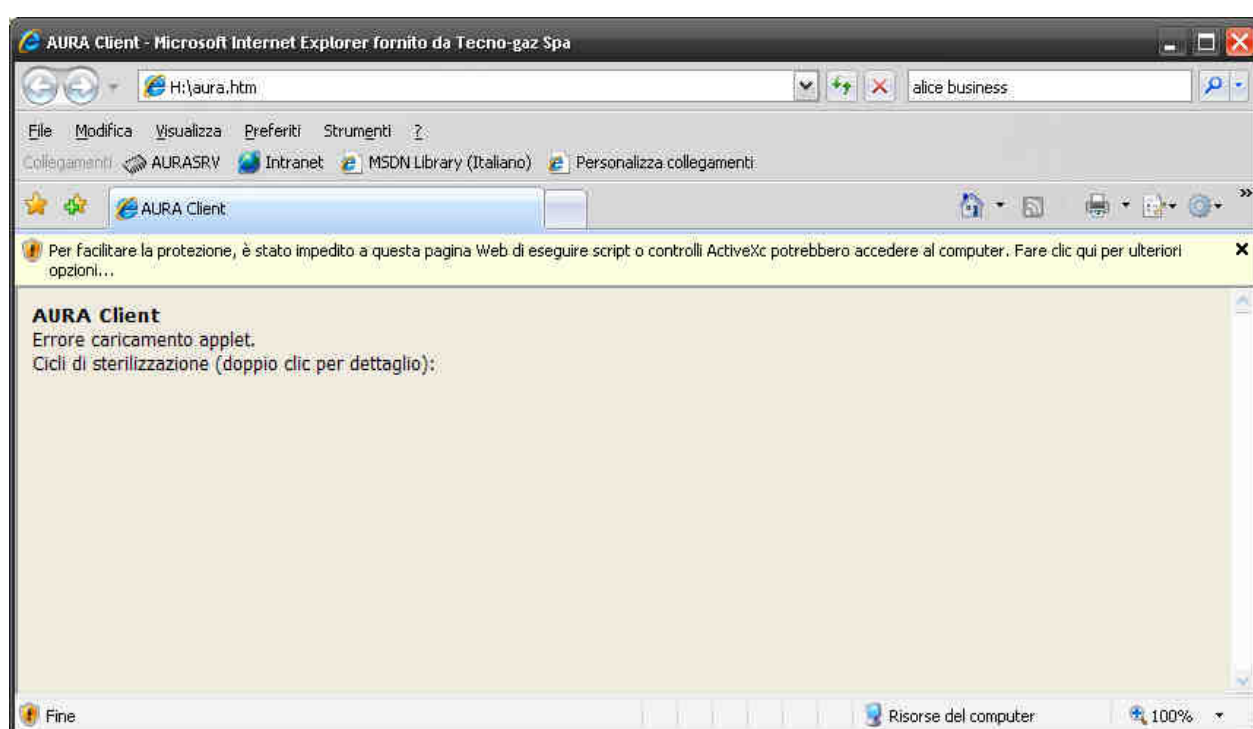 AURA Client - Microsoft Internet Explorer fornito da Tecno-gaz Spa
H:\aura.htm
alice business
File Modifica Visualizza Preferiti Strumenti ?
Collegamenti AURASRV Intranet MSDN Library (Italiano) Personalizza collegamenti
AURA Client
Per facilitare la protezione, è stato impedito a questa pagina Web di eseguire script o controlli ActiveXc potrebbero accedere al computer. Fare clic qui per ulteriori
opzioni...
AURA Client
Errore caricamento applet.
Cicli di sterilizzazione (doppio clic per dettaglio):
Fine
Risorse del computer
100%